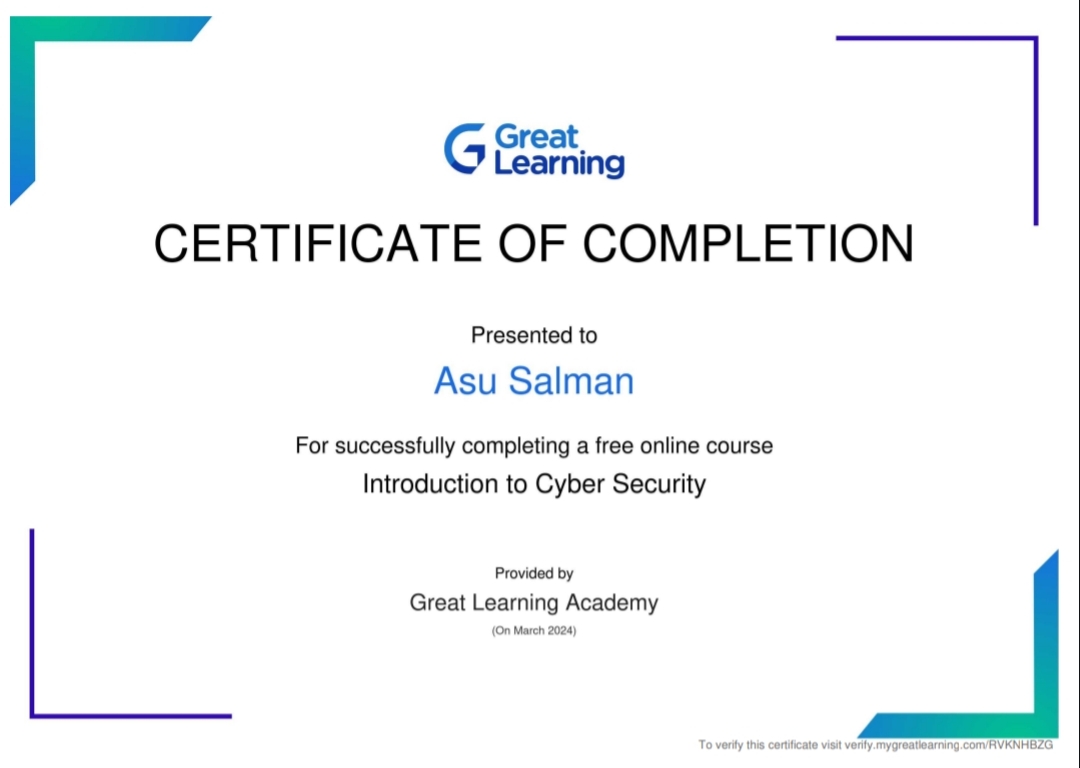 Great
Learning
CERTIFICATE OF COMPLETION
Presented to
Asu Salman
For successfully completing a free online course
Introduction to Cyber Security
Provided by
Great Learning Academy
(On March 2024)
To verify this certificate visit verify.mygreatlearning.com/RVKNHBZG